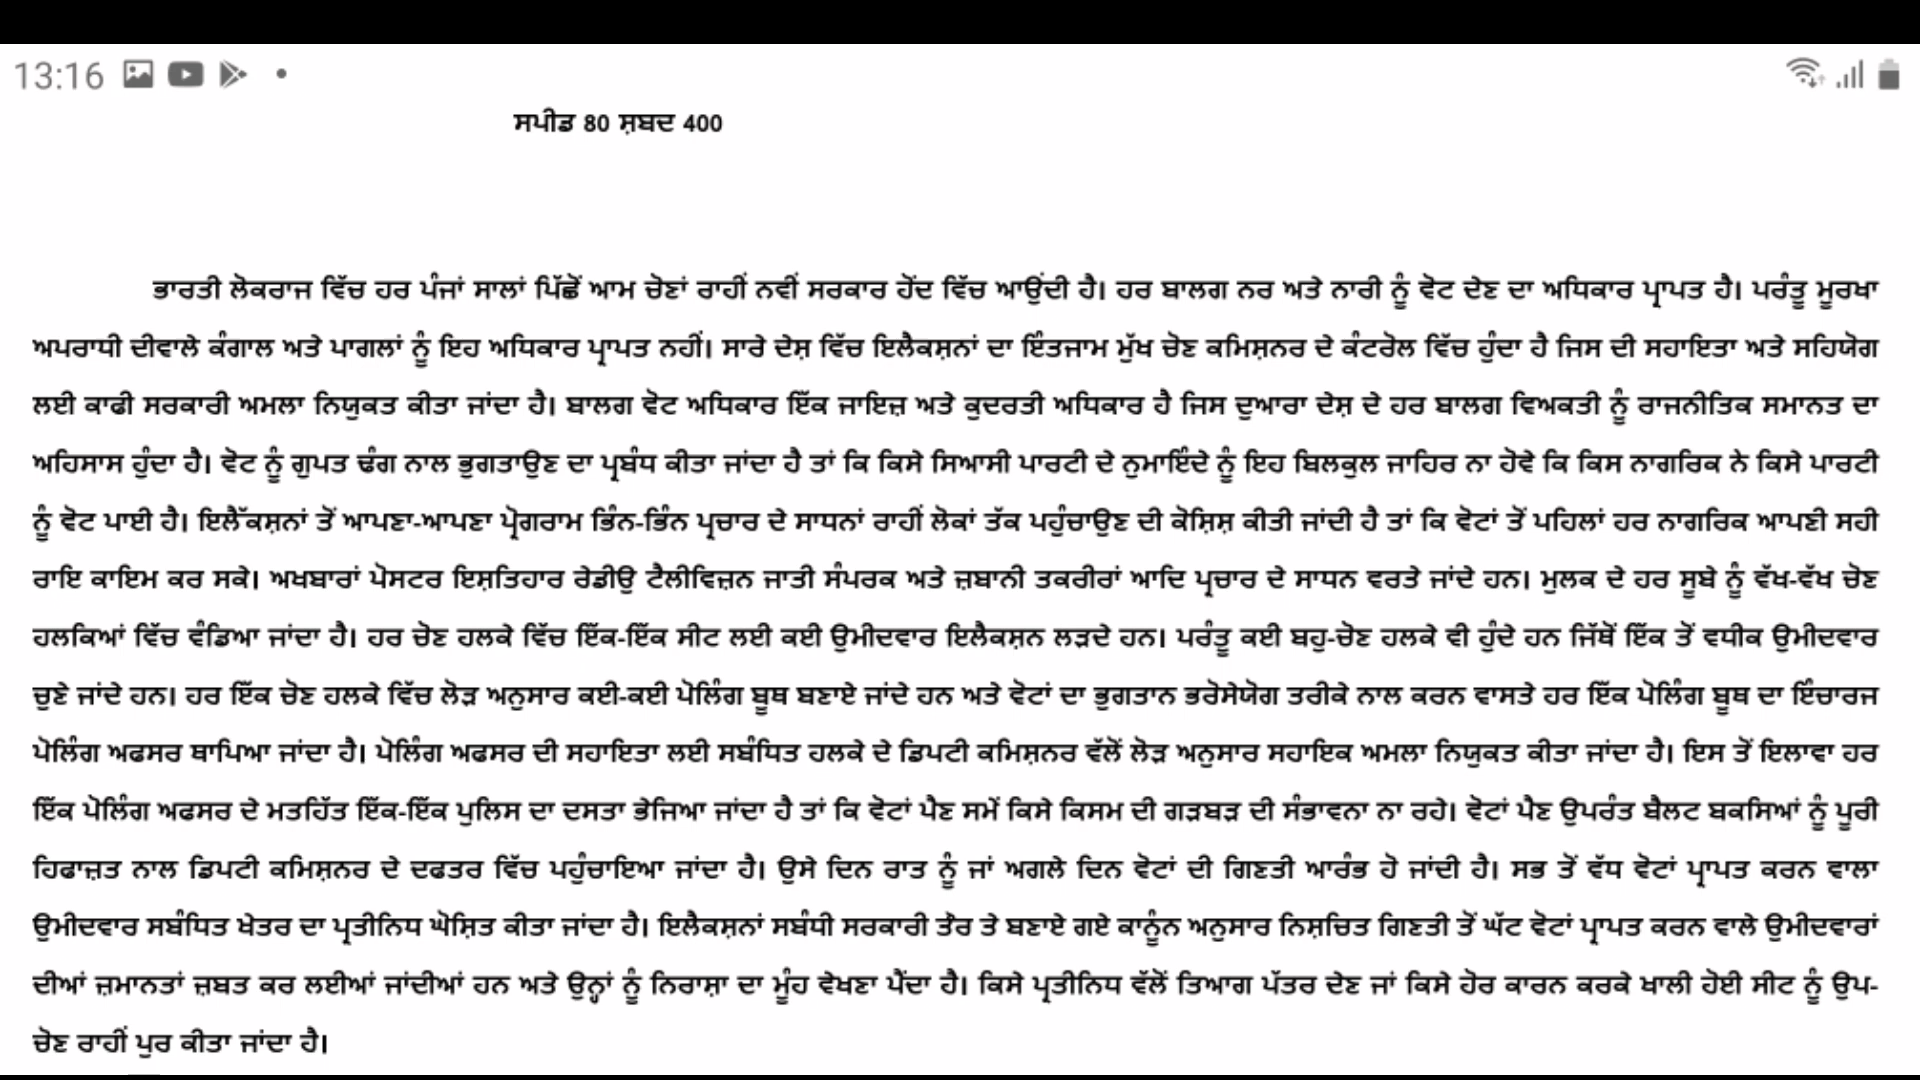 13:16
ਸਪੀਡ 80 ਸ਼ਬਦ 400
ਭਾਰਤੀ ਲੋਕਰਾਜ ਵਿੱਚ ਹਰ ਪੰਜਾਂ ਸਾਲਾਂ ਪਿੱਛੋਂ ਆਮ ਚੋਣਾਂ ਰਾਹੀਂ ਨਵੀਂ ਸਰਕਾਰ ਹੋਂਦ ਵਿੱਚ ਆਉਂਦੀ ਹੈ। ਹਰ ਬਾਲਗ ਨਰ ਅਤੇ ਨਾਰੀ ਨੂੰ ਵੋਟ ਦੇਣ ਦਾ ਅਧਿਕਾਰ ਪ੍ਰਾਪਤ ਹੈ। ਪਰੰਤੂ ਮੂਰਖਾ
ਅਪਰਾਧੀ ਦੀਵਾਲੇ ਕੰਗਾਲ ਅਤੇ ਪਾਗਲਾਂ ਨੂੰ ਇਹ ਅਧਿਕਾਰ ਪ੍ਰਾਪਤ ਨਹੀਂ। ਸਾਰੇ ਦੇਸ਼ ਵਿੱਚ ਇਲੈਕਸ਼ਨਾਂ ਦਾ ਇੰਤਜਾਮ ਮੁੱਖ ਚੋਣ ਕਮਿਸ਼ਨਰ ਦੇ ਕੰਟਰੋਲ ਵਿੱਚ ਹੁੰਦਾ ਹੈ ਜਿਸ ਦੀ ਸਹਾਇਤਾ ਅਤੇ ਸਹਿਯੋਗ
ਲਈ ਕਾਫੀ ਸਰਕਾਰੀ ਅਮਲਾ ਨਿਯੁਕਤ ਕੀਤਾ ਜਾਂਦਾ ਹੈ। ਬਾਲਗ ਵੋਟ ਅਧਿਕਾਰ ਇੱਕ ਜਾਇਜ਼ ਅਤੇ ਕੁਦਰਤੀ ਅਧਿਕਾਰ ਹੈ ਜਿਸ ਦੁਆਰਾ ਦੇਸ਼ ਦੇ ਹਰ ਬਾਲਗ ਵਿਅਕਤੀ ਨੂੰ ਰਾਜਨੀਤਿਕ ਸਮਾਨਤ ਦਾ
ਅਹਿਸਾਸ ਹੁੰਦਾ ਹੈ। ਵੋਟ ਨੂੰ ਗੁਪਤ ਢੰਗ ਨਾਲ ਭੁਗਤਾਉਣ ਦਾ ਪ੍ਰਬੰਧ ਕੀਤਾ ਜਾਂਦਾ ਹੈ ਤਾਂ ਕਿ ਕਿਸੇ ਸਿਆਸੀ ਪਾਰਟੀ ਦੇ ਨੁਮਾਇੰਦੇ ਨੂੰ ਇਹ ਬਿਲਕੁਲ ਜਾਹਿਰ ਨਾ ਹੋਵੇ ਕਿ ਕਿਸ ਨਾਗਰਿਕ ਨੇ ਕਿਸੇ ਪਾਰਟੀ
ਨੂੰ ਵੋਟ ਪਾਈ ਹੈ। ਇਲੈੱਕਸ਼ਨਾਂ ਤੋਂ ਆਪਣਾ-ਆਪਣਾ ਪ੍ਰੋਗਰਾਮ ਭਿੰਨ-ਭਿੰਨ ਪ੍ਰਚਾਰ ਦੇ ਸਾਧਨਾਂ ਰਾਹੀਂ ਲੋਕਾਂ ਤੱਕ ਪਹੁੰਚਾਉਣ ਦੀ ਕੋਸ਼ਿਸ਼ ਕੀਤੀ ਜਾਂਦੀ ਹੈ ਤਾਂ ਕਿ ਵੋਟਾਂ ਤੋਂ ਪਹਿਲਾਂ ਹਰ ਨਾਗਰਿਕ ਆਪਣੀ ਸਹੀ
ਰਾਇ ਕਾਇਮ ਕਰ ਸਕੇ। ਅਖਬਾਰਾਂ ਪੋਸਟਰ ਇਸ਼ਤਿਹਾਰ ਰੇਡੀਉ ਟੈਲੀਵਿਜ਼ਨ ਜਾਤੀ ਸੰਪਰਕ ਅਤੇ ਜ਼ਬਾਨੀ ਤਕਰੀਰਾਂ ਆਦਿ ਪ੍ਰਚਾਰ ਦੇ ਸਾਧਨ ਵਰਤੇ ਜਾਂਦੇ ਹਨ। ਮੁਲਕ ਦੇ ਹਰ ਸੂਬੇ ਨੂੰ ਵੱਖ-ਵੱਖ ਚੋਣ
ਹਲਕਿਆਂ ਵਿੱਚ ਵੰਡਿਆ ਜਾਂਦਾ ਹੈ। ਹਰ ਚੋਣ ਹਲਕੇ ਵਿੱਚ ਇੱਕ-ਇੱਕ ਸੀਟ ਲਈ ਕਈ ਉਮੀਦਵਾਰ ਇਲੈਕਸ਼ਨ ਲੜਦੇ ਹਨ। ਪਰੰਤੂ ਕਈ ਬਹੁ-ਚੋਣ ਹਲਕੇ ਵੀ ਹੁੰਦੇ ਹਨ ਜਿੱਥੋਂ ਇੱਕ ਤੋਂ ਵਧੀਕ ਉਮੀਦਵਾਰ
ਚੁਣੇ ਜਾਂਦੇ ਹਨ। ਹਰ ਇੱਕ ਚੋਣ ਹਲਕੇ ਵਿੱਚ ਲੋੜ ਅਨੁਸਾਰ ਕਈ-ਕਈ ਪੋਲਿੰਗ ਬੂਥ ਬਣਾਏ ਜਾਂਦੇ ਹਨ ਅਤੇ ਵੋਟਾਂ ਦਾ ਭੁਗਤਾਨ ਭਰੋਸੇਯੋਗ ਤਰੀਕੇ ਨਾਲ ਕਰਨ ਵਾਸਤੇ ਹਰ ਇੱਕ ਪੋਲਿੰਗ ਬੂਥ ਦਾ ਇੰਚਾਰਜ
ਪੋਲਿੰਗ ਅਫਸਰ ਥਾਪਿਆ ਜਾਂਦਾ ਹੈ। ਪੋਲਿੰਗ ਅਫਸਰ ਦੀ ਸਹਾਇਤਾ ਲਈ ਸਬੰਧਿਤ ਹਲਕੇ ਦੇ ਡਿਪਟੀ ਕਮਿਸ਼ਨਰ ਵੱਲੋਂ ਲੋੜ ਅਨੁਸਾਰ ਸਹਾਇਕ ਅਮਲਾ ਨਿਯੁਕਤ ਕੀਤਾ ਜਾਂਦਾ ਹੈ। ਇਸ ਤੋਂ ਇਲਾਵਾ ਹਰ
ਇੱਕ ਪੋਲਿੰਗ ਅਫਸਰ ਦੇ ਮਤਹਿੱਤ ਇੱਕ-ਇੱਕ ਪੁਲਿਸ ਦਾ ਦਸਤਾ ਭੇਜਿਆ ਜਾਂਦਾ ਹੈ ਤਾਂ ਕਿ ਵੋਟਾਂ ਪੈਣ ਸਮੇਂ ਕਿਸੇ ਕਿਸਮ ਦੀ ਗੜਬੜ ਦੀ ਸੰਭਾਵਨਾ ਨਾ ਰਹੇ। ਵੋਟਾਂ ਪੈਣ ਉਪਰੰਤ ਬੈਲਟ ਬਕਸਿਆਂ ਨੂੰ ਪੂਰੀ
ਹਿਫਾਜ਼ਤ ਨਾਲ ਡਿਪਟੀ ਕਮਿਸ਼ਨਰ ਦੇ ਦਫਤਰ ਵਿੱਚ ਪਹੁੰਚਾਇਆ ਜਾਂਦਾ ਹੈ। ਉਸੇ ਦਿਨ ਰਾਤ ਨੂੰ ਜਾਂ ਅਗਲੇ ਦਿਨ ਵੋਟਾਂ ਦੀ ਗਿਣਤੀ ਆਰੰਭ ਹੋ ਜਾਂਦੀ ਹੈ। ਸਭ ਤੋਂ ਵੱਧ ਵੋਟਾਂ ਪ੍ਰਾਪਤ ਕਰਨ ਵਾਲਾ
ਉਮੀਦਵਾਰ ਸਬੰਧਿਤ ਖੇਤਰ ਦਾ ਪ੍ਰਤੀਨਿਧ ਘੋਸ਼ਿਤ ਕੀਤਾ ਜਾਂਦਾ ਹੈ। ਇਲੈਕਸ਼ਨਾਂ ਸਬੰਧੀ ਸਰਕਾਰੀ ਤੌਰ ਤੇ ਬਣਾਏ ਗਏ ਕਾਨੂੰਨ ਅਨੁਸਾਰ ਨਿਸ਼ਚਿਤ ਗਿਣਤੀ ਤੋਂ ਘੱਟ ਵੋਟਾਂ ਪ੍ਰਾਪਤ ਕਰਨ ਵਾਲੇ ਉਮੀਦਵਾਰਾਂ
ਦੀਆਂ ਜ਼ਮਾਨਤਾਂ ਜ਼ਬਤ ਕਰ ਲਈਆਂ ਜਾਂਦੀਆਂ ਹਨ ਅਤੇ ਉਨ੍ਹਾਂ ਨੂੰ ਨਿਰਾਸ਼ਾ ਦਾ ਮੂੰਹ ਵੇਖਣਾ ਪੈਂਦਾ ਹੈ। ਕਿਸੇ ਪ੍ਰਤੀਨਿਧ ਵੱਲੋਂ ਤਿਆਗ ਪੱਤਰ ਦੇਣ ਜਾਂ ਕਿਸੇ ਹੋਰ ਕਾਰਨ ਕਰਕੇ ਖਾਲੀ ਹੋਈ ਸੀਟ ਨੂੰ ਉਪ-
ਚੋਣ ਰਾਹੀਂ ਪੁਰ ਕੀਤਾ ਜਾਂਦਾ ਹੈ।